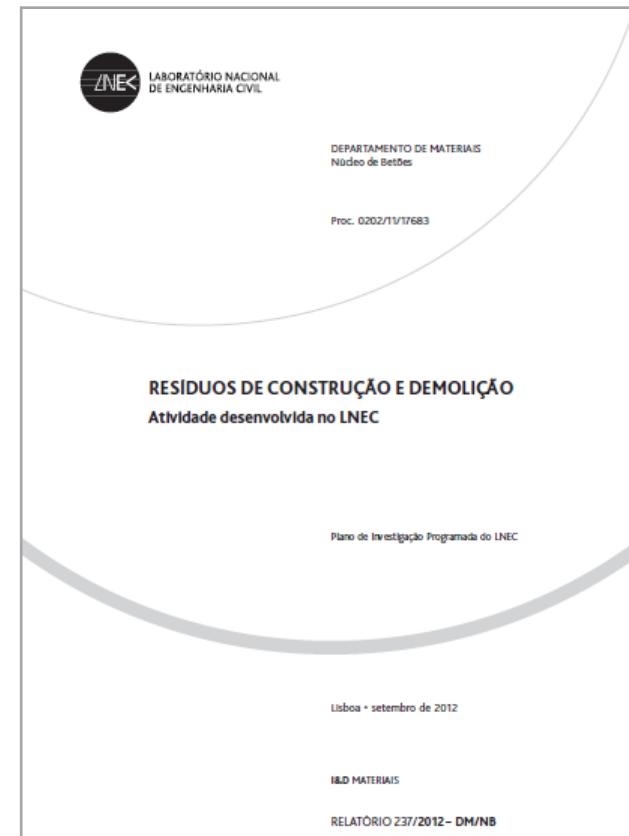 LNEC
LABORATÓRIO NACIONAL
DE ENGENHARIA CIVIL
DEPARTAMENTO DE MATERIAIS
Núcleo de Betões
Proc. 0202/11/17683
RESÍDUOS DE CONSTRUÇÃO E DEMOLIÇÃO
Atividade desenvolvida no LNEC
Plano de Investigação Programada do LNEC
Lisboa • setembro de 2012
I&D MATERIAIS
RELATÓRIO 237/2012 – DM/NB